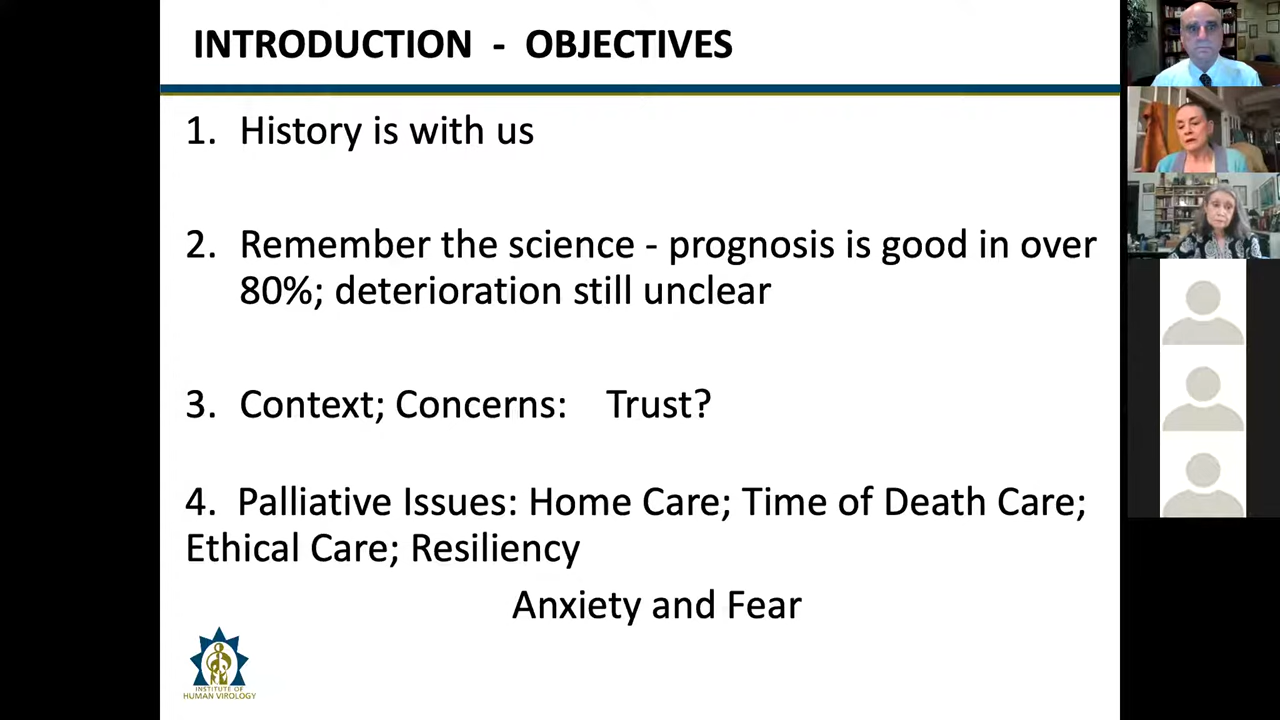 INTRODUCTION - OBJECTIVES
1. History is with us
2. Remember the science - prognosis is good in over
80%; deterioration still unclear
3. Context; Concerns: Trust?
4. Palliative Issues: Home Care; Time of Death Care;
Ethical Care; Resiliency
Anxiety and Fear
INSTITUTE OF
HUMAN VIROLOGY